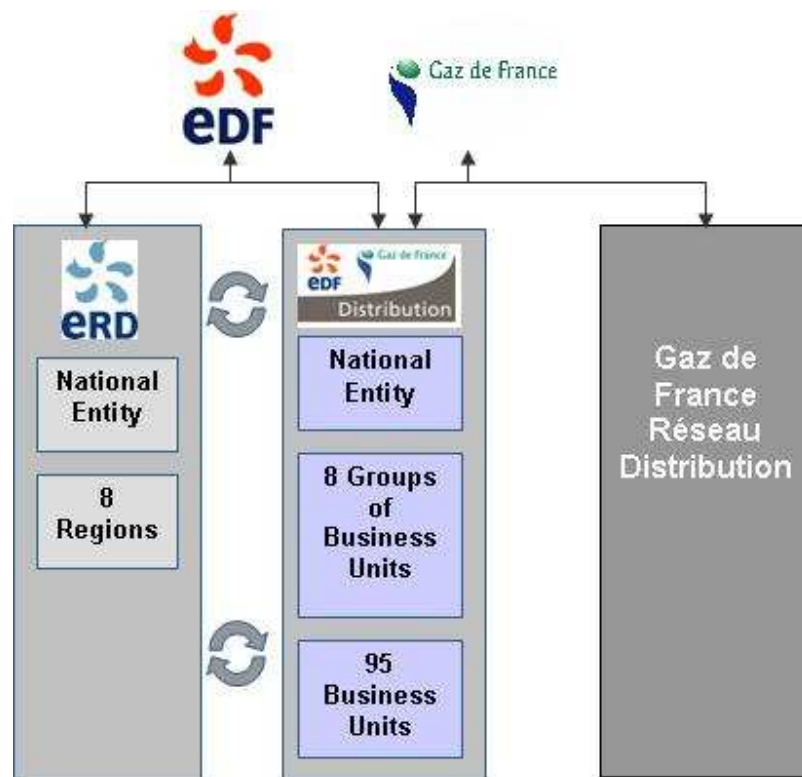 eDF
Gaz de France
eRD
National
Entity
8
Regions
eDF
Gaz de France
Distribution
National
Entity
8 Groups
of
Business
Units
95
Business
Units
Gaz de
France
Réseau
Distribution